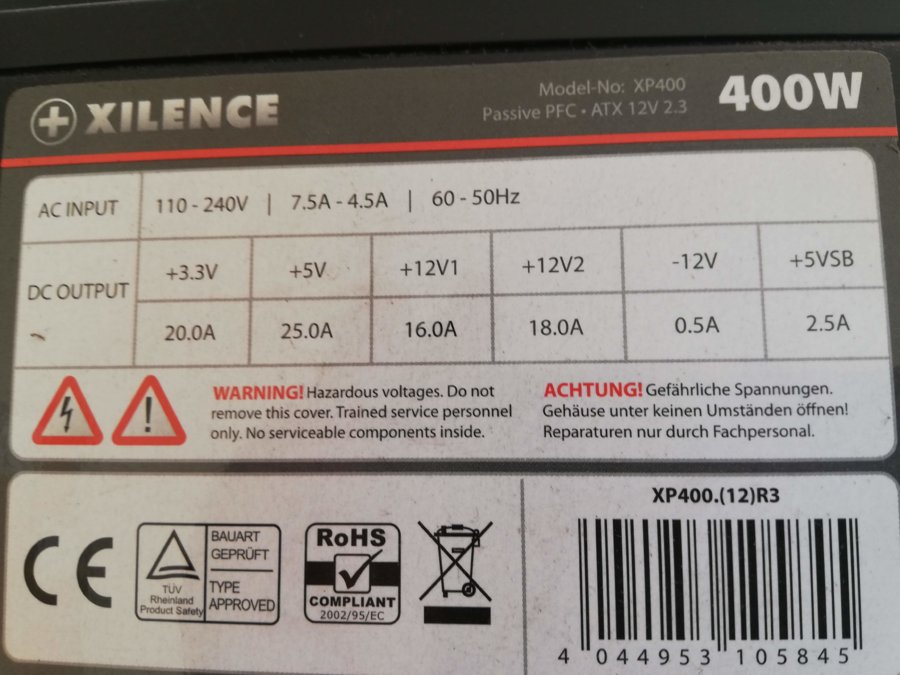 XILENCE
Model-No: XP400
Passive PFC • ATX 12V 2.3
400W
AC INPUT 110 - 240V | 7.5A - 4.5A | 60 - 50Hz
DC OUTPUT
+3.3V +5V +12V1 +12V2 -12V +5VSB
20.0A 25.0A 16.0A 18.0A 0.5A 2.5A
WARNING! Hazardous voltages. Do not
remove this cover. Trained service personnel
only. No serviceable components inside.
ACHTUNG! Gefährliche Spannungen.
Gehäuse unter keinen Umständen öffnen!
Reparaturen nur durch Fachpersonal.
CE
TÜV
Rheinland
Product Safety
BAUART
GEPRÜFT
TYPE
APPROVED
RoHS
COMPLIANT
2002/95/EC
XP400.(12)R3
4 044953 105845